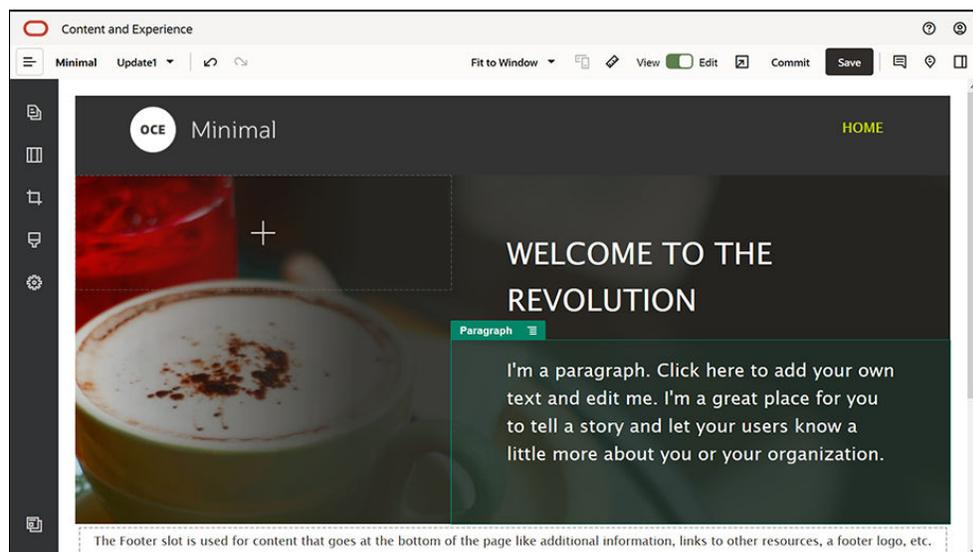 Content and Experience
Minimal Update1 Fit to Window View Edit Commit Save
OCE Minimal HOME
WELCOME TO THE
REVOLUTION
Paragraph
I'm a paragraph. Click here to add your own
text and edit me. I'm a great place for you
to tell a story and let your users know a
little more about you or your organization.
The Footer slot is used for content that goes at the bottom of the page like additional information, links to other resources, a footer logo, etc.